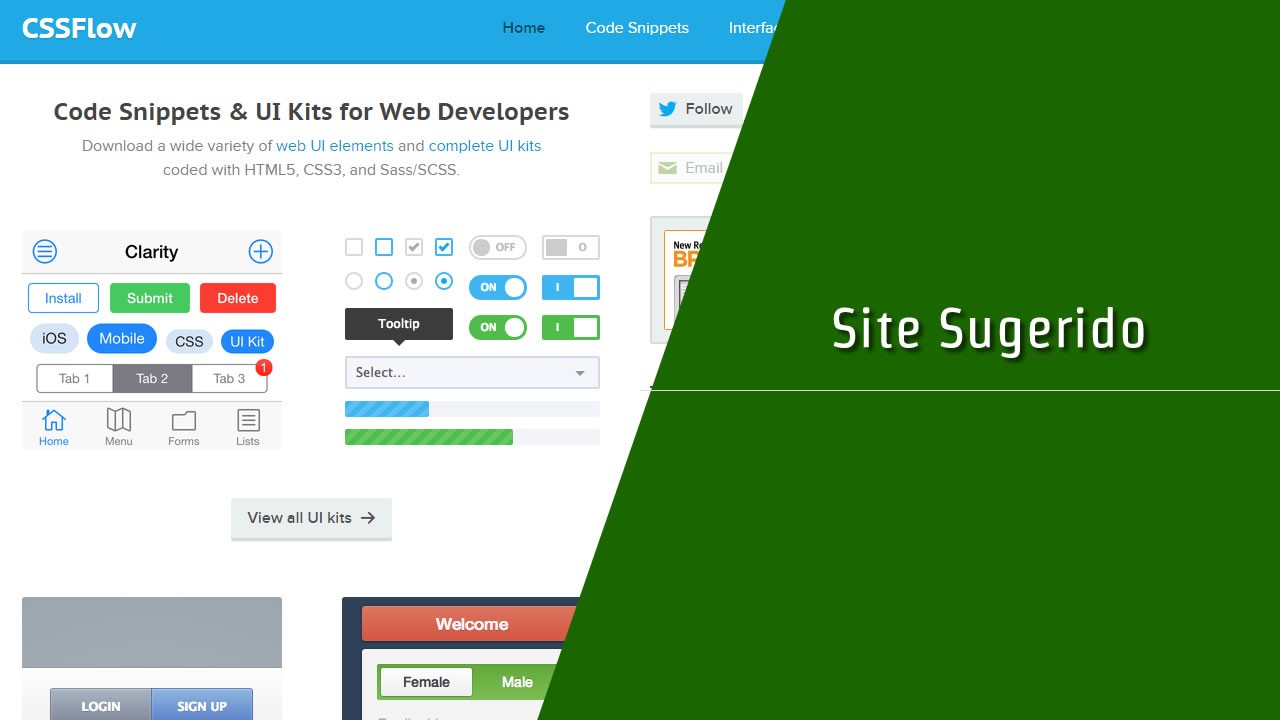 CSSFlow
Home Code Snippets
Code Snippets & UI Kits for Web Developers
Download a wide variety of web UI elements and complete UI kits
coded with HTML5, CSS3, and Sass/SCSS.
Follow
Email
New
Clarity
Install Submit Delete
iOS Mobile CSS UI Kit
Tab 1 Tab 2 Tab 3 1
Home Menu Forms Lists
OFF O
ON I
Tooltip ON I
Select...
View all UI kits
LOGIN SIGN UP
Welcome
Female Male
Site Sugerido